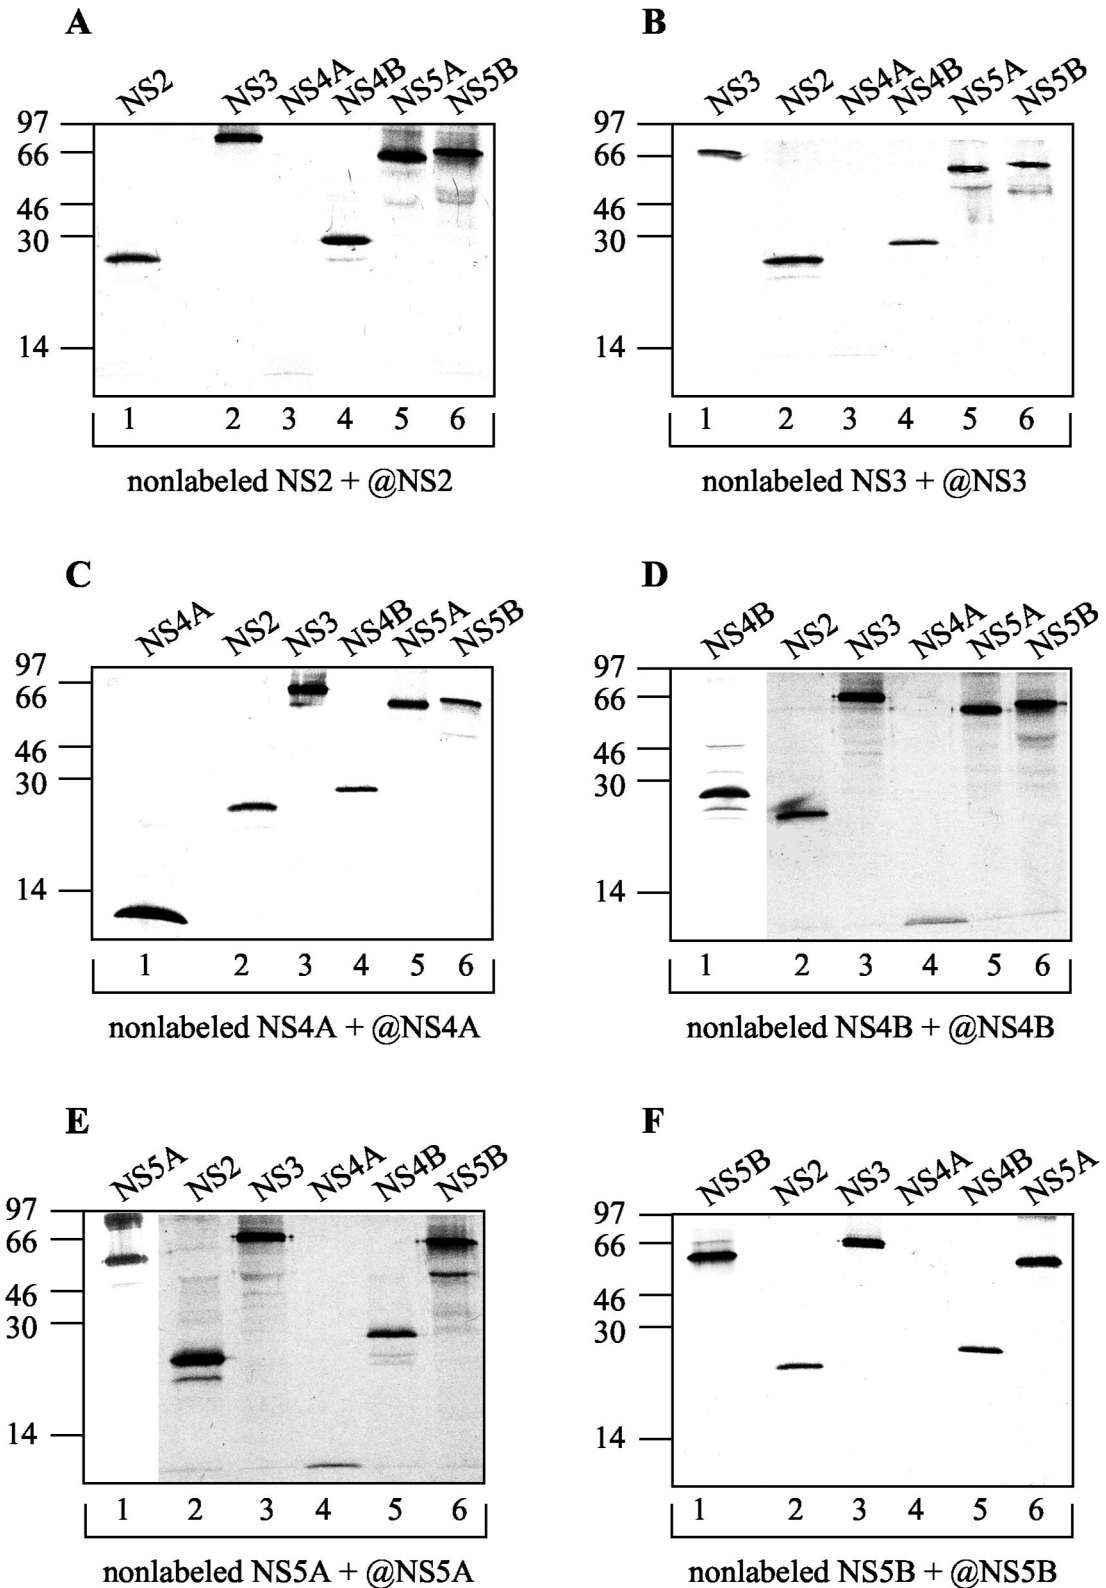 A
NS2 NS3 NS4A NS4B NS5A NS5B
97
66
46
30
14
1 2 3 4 5 6
nonlabeled NS2 + @NS2
B
NS3 NS2 NS4A NS4B NS5A NS5B
97
66
46
30
14
1 2 3 4 5 6
nonlabeled NS3 + @NS3
C
NS4A NS2 NS3 NS4B NS5A NS5B
97
66
46
30
14
1 2 3 4 5 6
nonlabeled NS4A + @NS4A
D
NS4B NS2 NS3 NS4A NS5A NS5B
97
66
46
30
14
1 2 3 4 5 6
nonlabeled NS4B + @NS4B
E
NS5A NS2 NS3 NS4A NS4B NS5B
97
66
46
30
14
1 2 3 4 5 6
nonlabeled NS5A + @NS5A
F
NS5B NS2 NS3 NS4A NS4B NS5A
97
66
46
30
14
1 2 3 4 5 6
nonlabeled NS5B + @NS5B